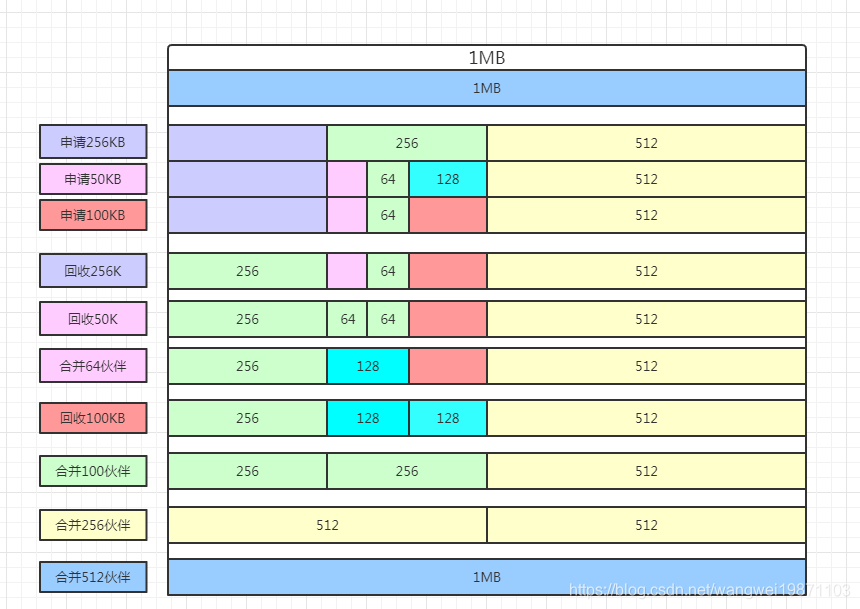 1MB
1MB
申请256KB 256 512
申请50KB 64 128 512
申请100KB 64 512
回收256K 256 64 512
回收50K 256 64 64 512
合并64伙伴 256 128 512
回收100KB 256 128 128 512
合并100伙伴 256 256 512
合并256伙伴 512 512
合并512伙伴 1MB
https://blog.csdn.net/wangwei19871103